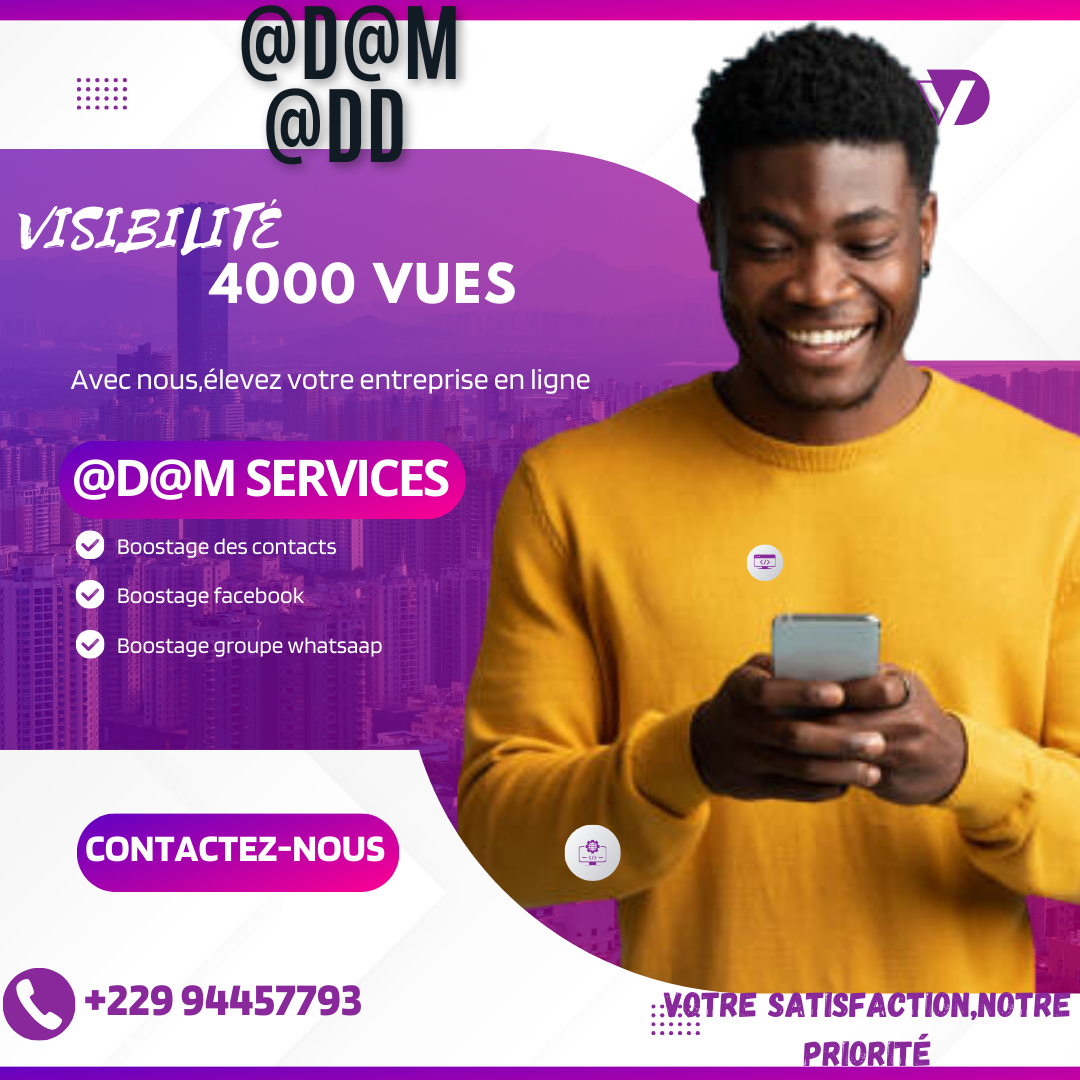 @D@M
@DD
VISIBILITÉ
4000 VUES
Avec nous,élevez votre entreprise en ligne
@D@M SERVICES
Boostage des contacts
Boostage facebook
Boostage groupe whatsaap
CONTACTEZ-NOUS
+229 94457793
VOTRE SATISFACTION,NOTRE
PRIORITÉ